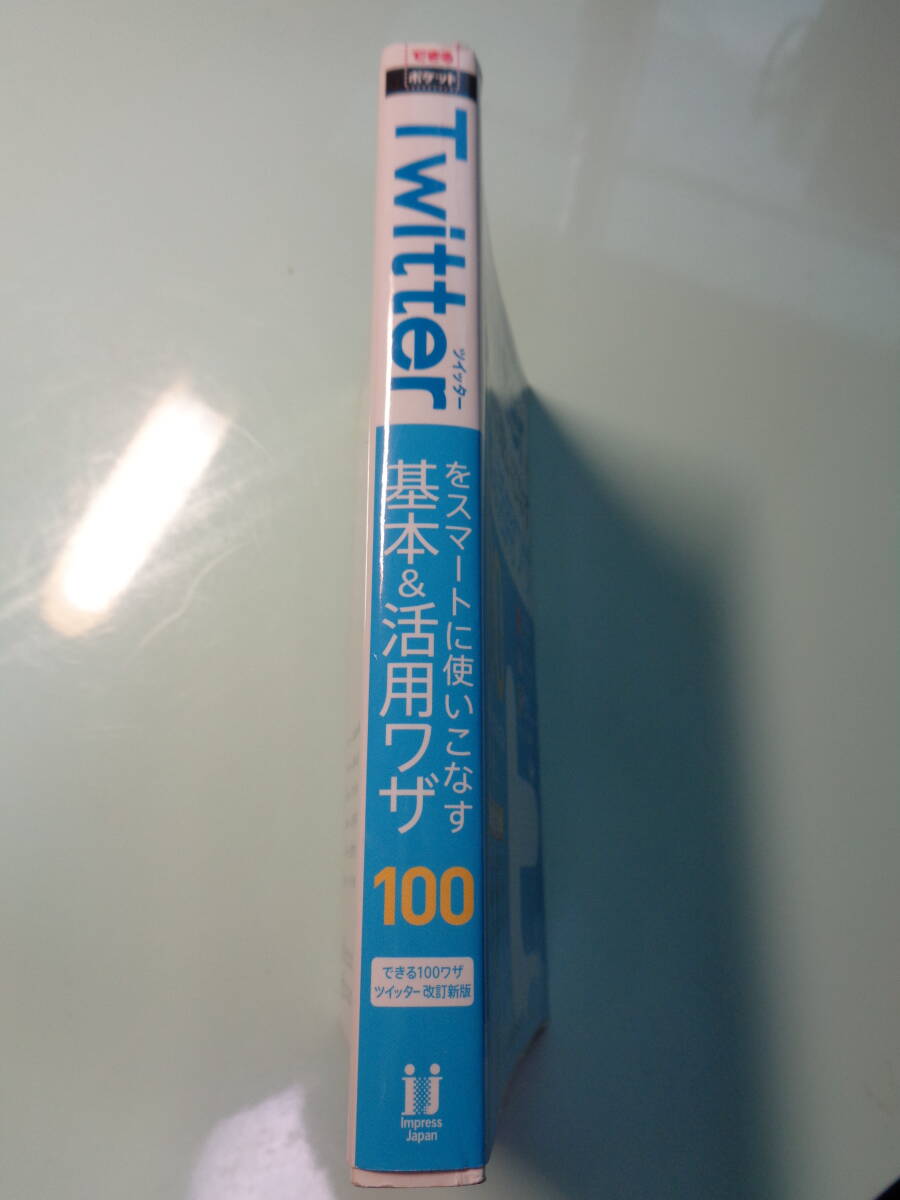 できる
ポケット
Twitter
ツイッター
をスマートに使いこなす
基本&活用ワザ
100
できる100ワザ
ツイッター 改訂新版
Impress
Japan